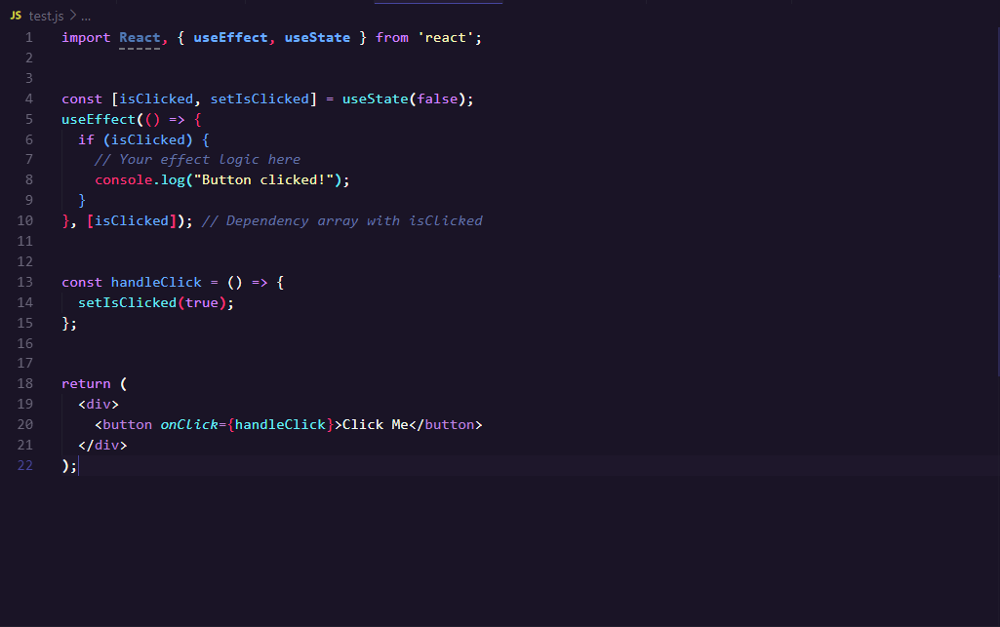 JS test.js > ...
1 import React, { useEffect, useState } from 'react';
2
3
4 const [isClicked, setIsClicked] = useState(false);
5 useEffect(() => {
6 if (isClicked) {
7 // Your effect logic here
8 console.log("Button clicked!");
9 }
10 }, [isClicked]); // Dependency array with isClicked
11
12
13 const handleClick = () => {
14 setIsClicked(true);
15 };
16
17
18 return (
19 <div>
20 <button onClick={handleClick}>Click Me</button>
21 </div>
22 );